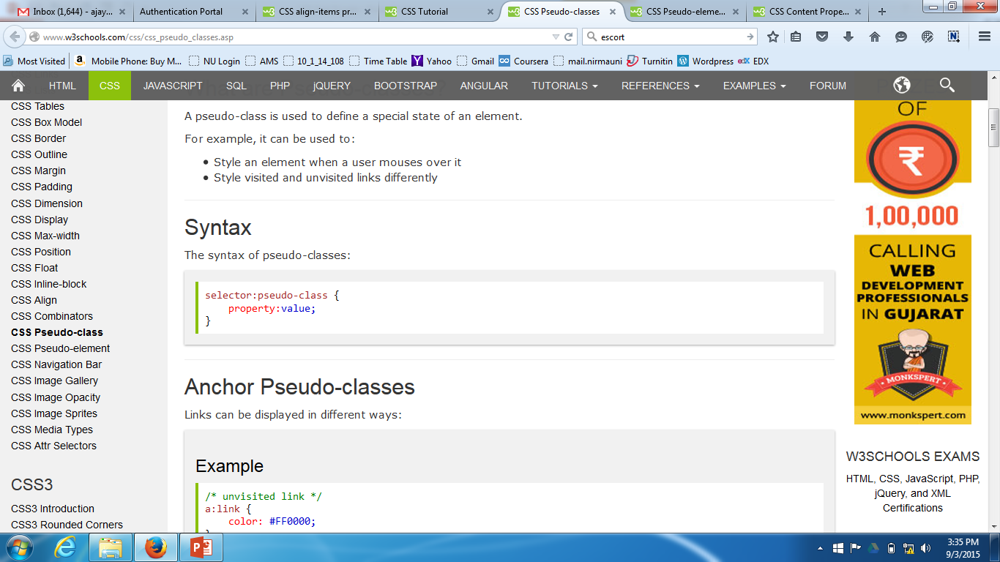 Inbox (1,644) - ajay...
Authentication Portal
CSS align-items pr...
CSS Tutorial
CSS Pseudo-classes
CSS Pseudo-eleme...
CSS Content Prope...
www.w3schools.com/css/css_pseudo_classes.asp
escort
Most Visited
Mobile Phone: Buy M...
NU Login
AMS
10_1_14_108
Time Table
Yahoo
Gmail
Coursera
mail.nirmauni
Turnitin
Wordpress
EDX
HTML
CSS
JAVASCRIPT
SQL
PHP
jQUERY
BOOTSTRAP
ANGULAR
TUTORIALS
REFERENCES
EXAMPLES
FORUM
CSS Tables
CSS Box Model
CSS Border
CSS Outline
CSS Margin
CSS Padding
CSS Dimension
CSS Display
CSS Max-width
CSS Position
CSS Float
CSS Inline-block
CSS Align
CSS Combinators
CSS Pseudo-class
CSS Pseudo-element
CSS Navigation Bar
CSS Image Gallery
CSS Image Opacity
CSS Image Sprites
CSS Media Types
CSS Attr Selectors
CSS3
CSS3 Introduction
CSS3 Rounded Corners
A pseudo-class is used to define a special state of an element.
For example, it can be used to:
Style an element when a user mouses over it
Style visited and unvisited links differently
Syntax
The syntax of pseudo-classes:
selector:pseudo-class {
property:value;
}
Anchor Pseudo-classes
Links can be displayed in different ways:
Example
/* unvisited link */
a:link {
color: #FF0000;
}
OF
₹
1,00,000
CALLING
WEB
DEVELOPMENT
PROFESSIONALS
IN GUJARAT
MONKSPERT
www.monkspert.com
W3SCHOOLS EXAMS
HTML, CSS, JavaScript, PHP,
jQuery, and XML
Certifications
3:35 PM
9/3/2015